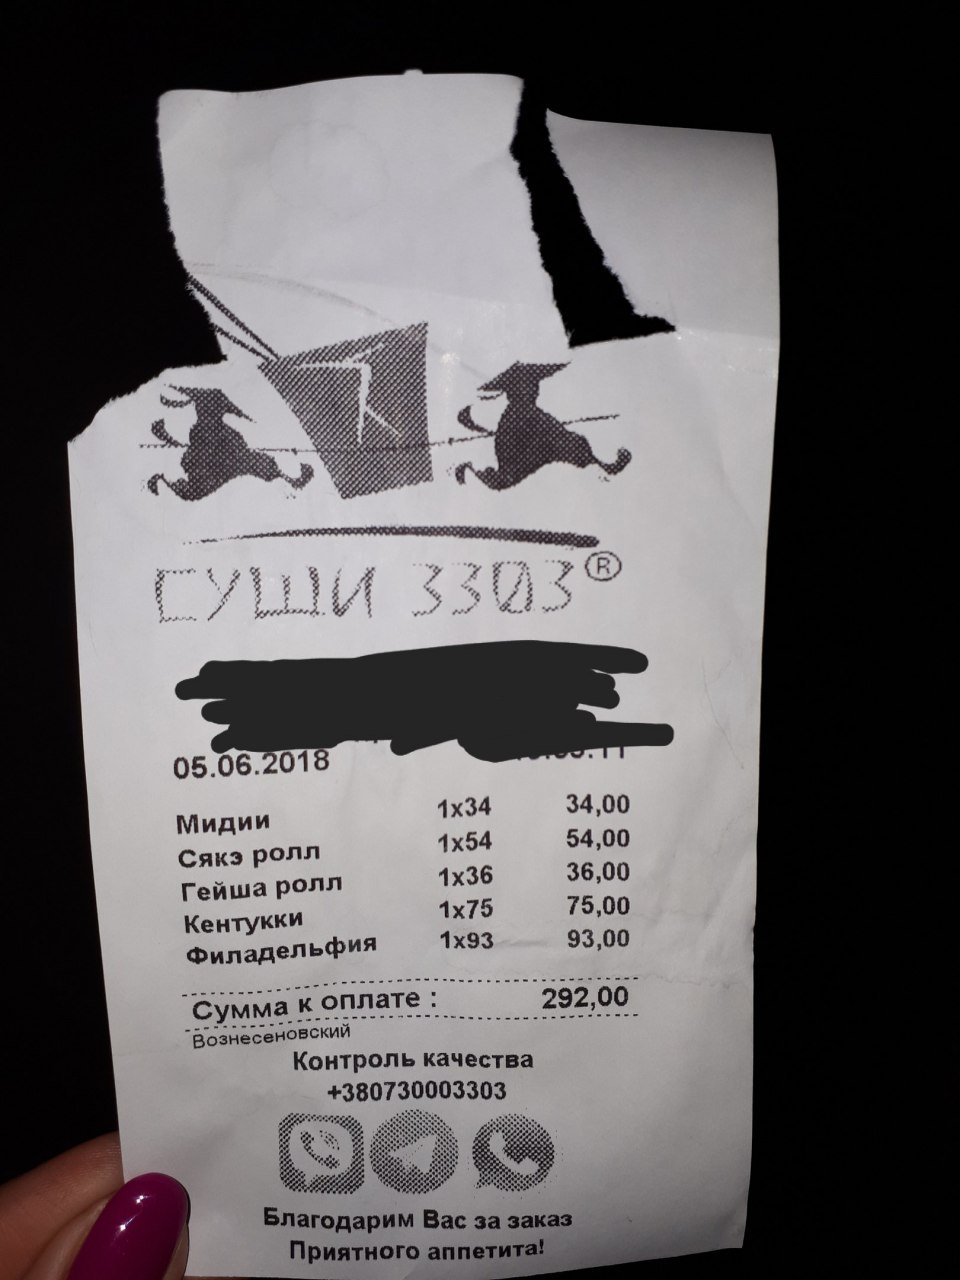 СУШИ 3303®
05.06.2018
Мидии 1x34 34,00
Сякэ ролл 1x54 54,00
Гейша ролл 1x36 36,00
Кентукки 1x75 75,00
Филадельфия 1x93 93,00
Сумма к оплате : 292,00
Вознесеновский
Контроль качества
+380730003303
Благодарим Вас за заказ
Приятного аппетита!